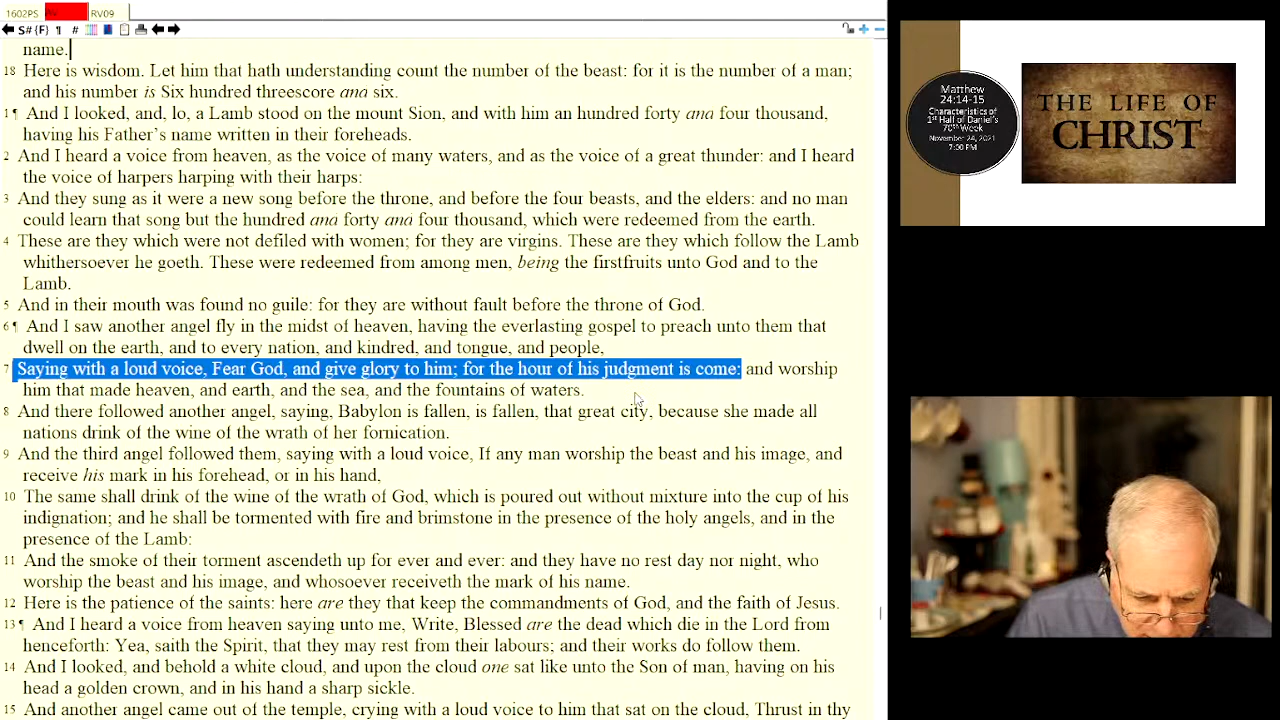 1602PS RV09
S#{F} ¶ #
name.
18 Here is wisdom. Let him that hath understanding count the number of the beast: for it is the number of a man;
and his number is Six hundred threescore and six.
1¶ And I looked, and, lo, a Lamb stood on the mount Sion, and with him an hundred forty and four thousand,
having his Father's name written in their foreheads.
2 And I heard a voice from heaven, as the voice of many waters, and as the voice of a great thunder: and I heard
the voice of harpers harping with their harps:
3 And they sung as it were a new song before the throne, and before the four beasts, and the elders: and no man
could learn that song but the hundred and forty and four thousand, which were redeemed from the earth.
4 These are they which were not defiled with women; for they are virgins. These are they which follow the Lamb
whithersoever he goeth. These were redeemed from among men, being the firstfruits unto God and to the
Lamb.
5 And in their mouth was found no guile: for they are without fault before the throne of God.
6¶ And I saw another angel fly in the midst of heaven, having the everlasting gospel to preach unto them that
dwell on the earth, and to every nation, and kindred, and tongue, and people,
7 Saying with a loud voice, Fear God, and give glory to him; for the hour of his judgment is come: and worship
him that made heaven, and earth, and the sea, and the fountains of waters.
8 And there followed another angel, saying, Babylon is fallen, is fallen, that great city, because she made all
nations drink of the wine of the wrath of her fornication.
9 And the third angel followed them, saying with a loud voice, If any man worship the beast and his image, and
receive his mark in his forehead, or in his hand,
10 The same shall drink of the wine of the wrath of God, which is poured out without mixture into the cup of his
indignation; and he shall be tormented with fire and brimstone in the presence of the holy angels, and in the
presence of the Lamb:
11 And the smoke of their torment ascendeth up for ever and ever: and they have no rest day nor night, who
worship the beast and his image, and whosoever receiveth the mark of his name.
12 Here is the patience of the saints: here are they that keep the commandments of God, and the faith of Jesus.
13¶ And I heard a voice from heaven saying unto me, Write, Blessed are the dead which die in the Lord from
henceforth: Yea, saith the Spirit, that they may rest from their labours; and their works do follow them.
14 And I looked, and behold a white cloud, and upon the cloud one sat like unto the Son of man, having on his
head a golden crown, and in his hand a sharp sickle.
15 And another angel came out of the temple, crying with a loud voice to him that sat on the cloud, Thrust in thy
Matthew
24:14-15
Characteristics of
1st Half of Daniel's
70th Week
November 24, 2021
7:00 PM
THE LIFE OF
CHRIST